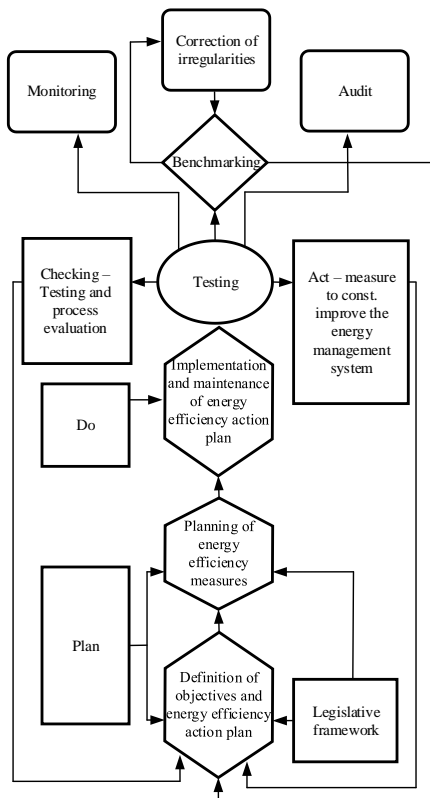 Correction of
irregularities
Monitoring
Audit
Benchmarking
Checking –
Testing and
process
evaluation
Testing
Act – measure
to const.
improve the
energy
management
system
Implementation
and maintenance
of energy
efficiency action
plan
Do
Planning of
energy
efficiency
measures
Plan
Definition of
objectives and
energy efficiency
action plan
Legislative
framework